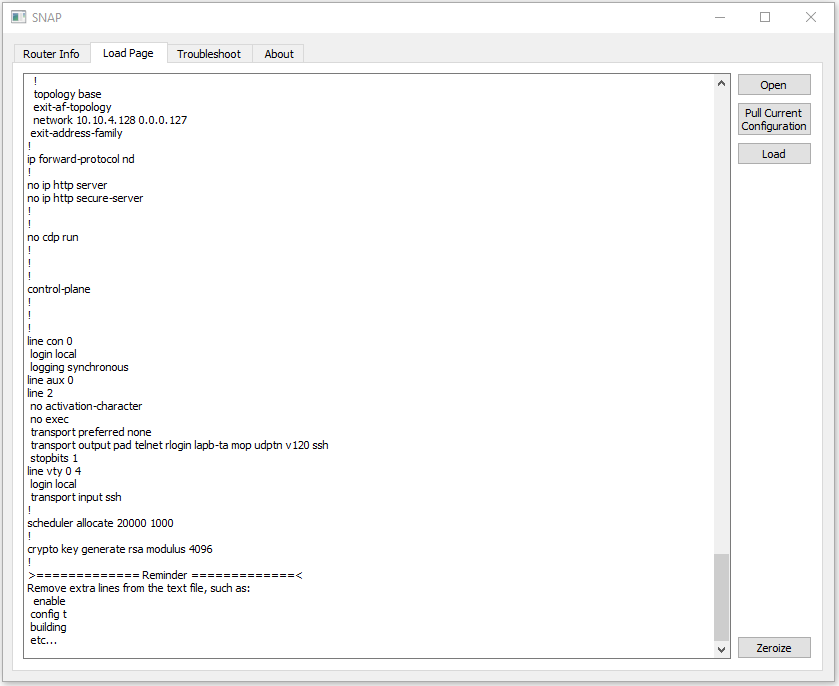 SNAP
Router Info
Load Page
Troubleshoot
About
!
topology base
exit-af-topology
network 10.10.4.128 0.0.0.127
exit-address-family
!
ip forward-protocol nd
!
no ip http server
no ip http secure-server
!
!
no cdp run
!
!
!
control-plane
!
!
!
line con 0
login local
logging synchronous
line aux 0
line 2
no activation-character
no exec
transport preferred none
transport output pad telnet rlogin lapb-ta mop udptn v120 ssh
stopbits 1
line vty 0 4
login local
transport input ssh
!
scheduler allocate 20000 1000
!
crypto key generate rsa modulus 4096
!
>============= Reminder =============<
Remove extra lines from the text file, such as:
enable
config t
building
etc...
Open
Pull Current
Configuration
Load
Zeroize